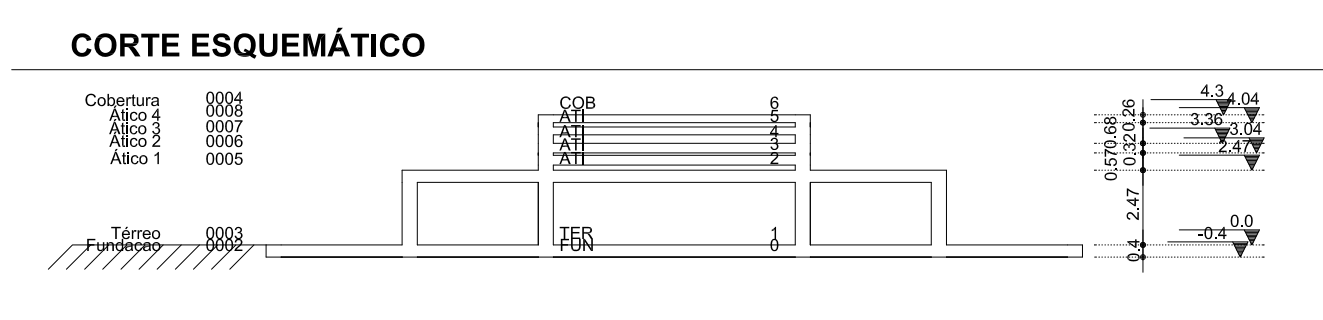 CORTE ESQUEMÁTICO
Cobertura 0004 COB 6 4.3
Ático 4 0008 ATI 5 0.26 4.04
Ático 3 0007 ATI 4 0.68 3.36
Ático 2 0006 ATI 3 0.32 3.04
Ático 1 0005 ATI 2 0.57 2.47
2.47
Térreo 0003 TER 1 0.0
Fundacao 0002 FUN 0 0.4 -0.4